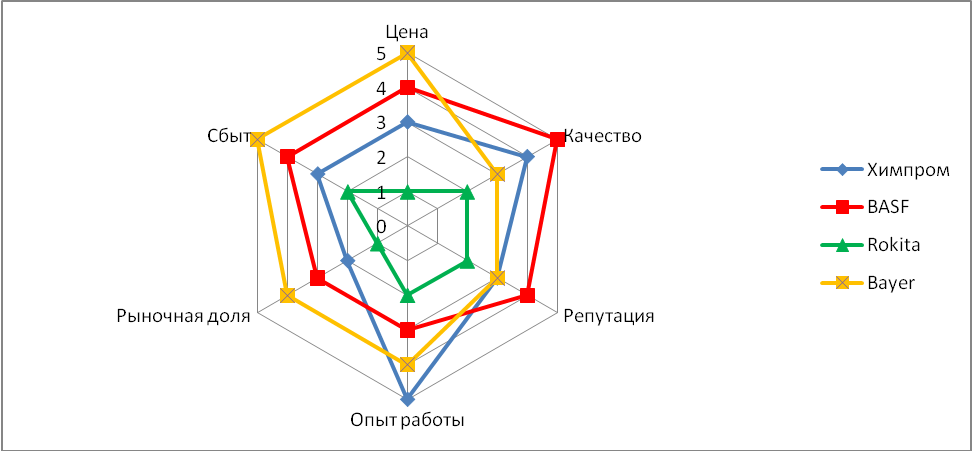 Цена
5
4
3
2
1
0
Сбыт
Качество
Рыночная доля
Репутация
Опыт работы
Химпром
BASF
Rokita
Bayer